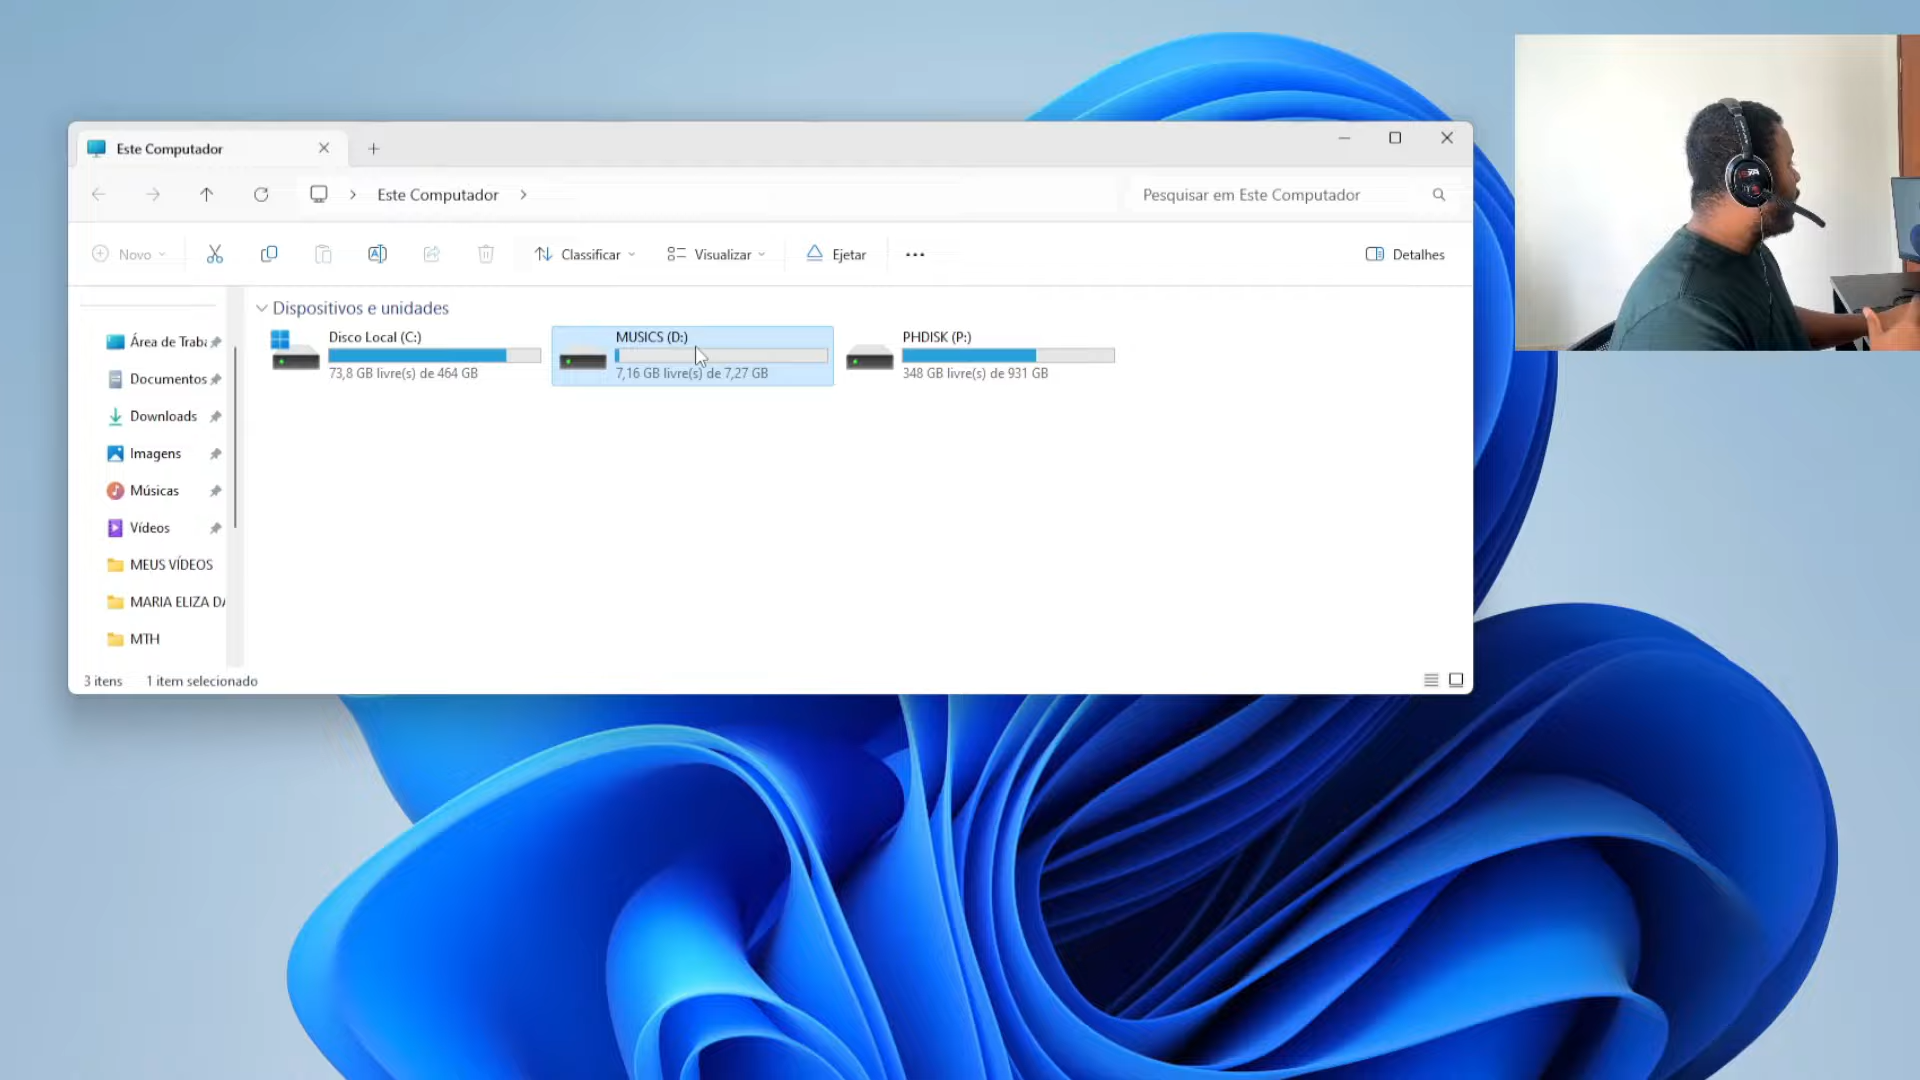 Este Computador
Este Computador
Pesquisar em Este Computador
Novo
Classificar
Visualizar
Ejetar
Detalhes
Área de Traba
Documentos
Downloads
Imagens
Músicas
Vídeos
MEUS VÍDEOS
MARIA ELIZA DA
MTH
Dispositivos e unidades
Disco Local (C:)
73,8 GB livre(s) de 464 GB
MUSICS (D:)
7,16 GB livre(s) de 7,27 GB
PHDISK (P:)
348 GB livre(s) de 931 GB
3 itens
1 item selecionado